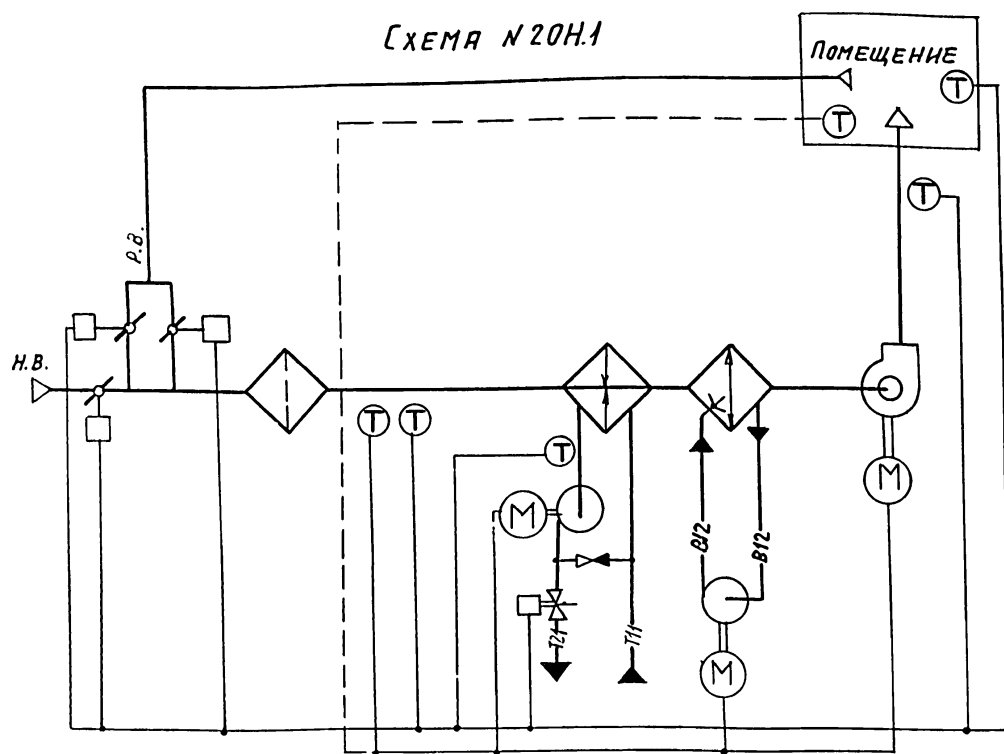 СХЕМА N 20Н.1
ПОМЕЩЕНИЕ
Т
Т
Т
Р.В.
Н.В.
Т
Т
Т
М
М
В12
В12
Т21
Т11
М
К